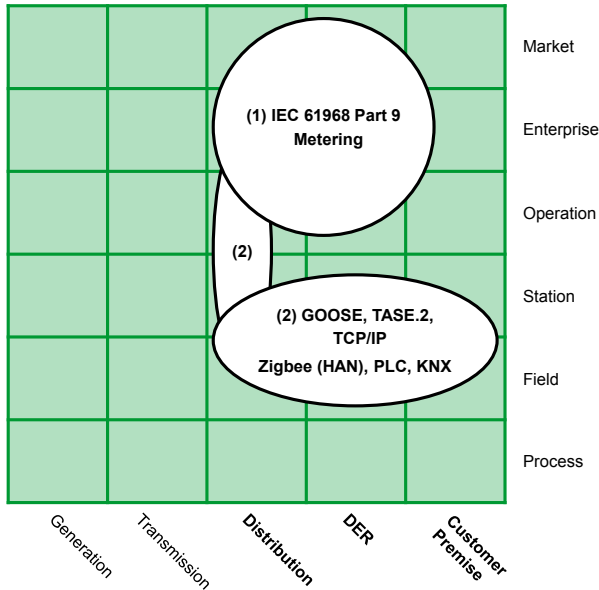 Market
(1) IEC 61968 Part 9
Metering
Enterprise
Operation
(2)
Station
(2) GOOSE, TASE.2,
TCP/IP
Zigbee (HAN), PLC, KNX
Field
Process
Generation
Transmission
Distribution
DER
Customer
Premise